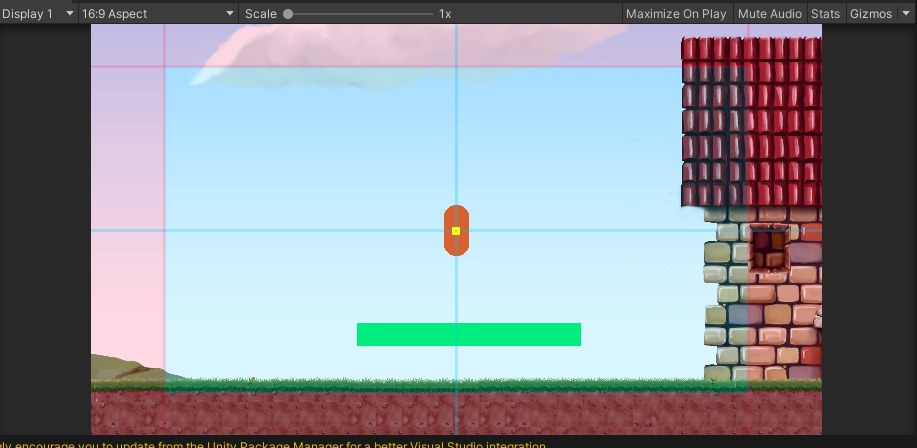 Display 1 16:9 Aspect Scale 1x Maximize On Play Mute Audio Stats Gizmos
encourage you to update from the Unity Package Manager for a better Visual Studio integration